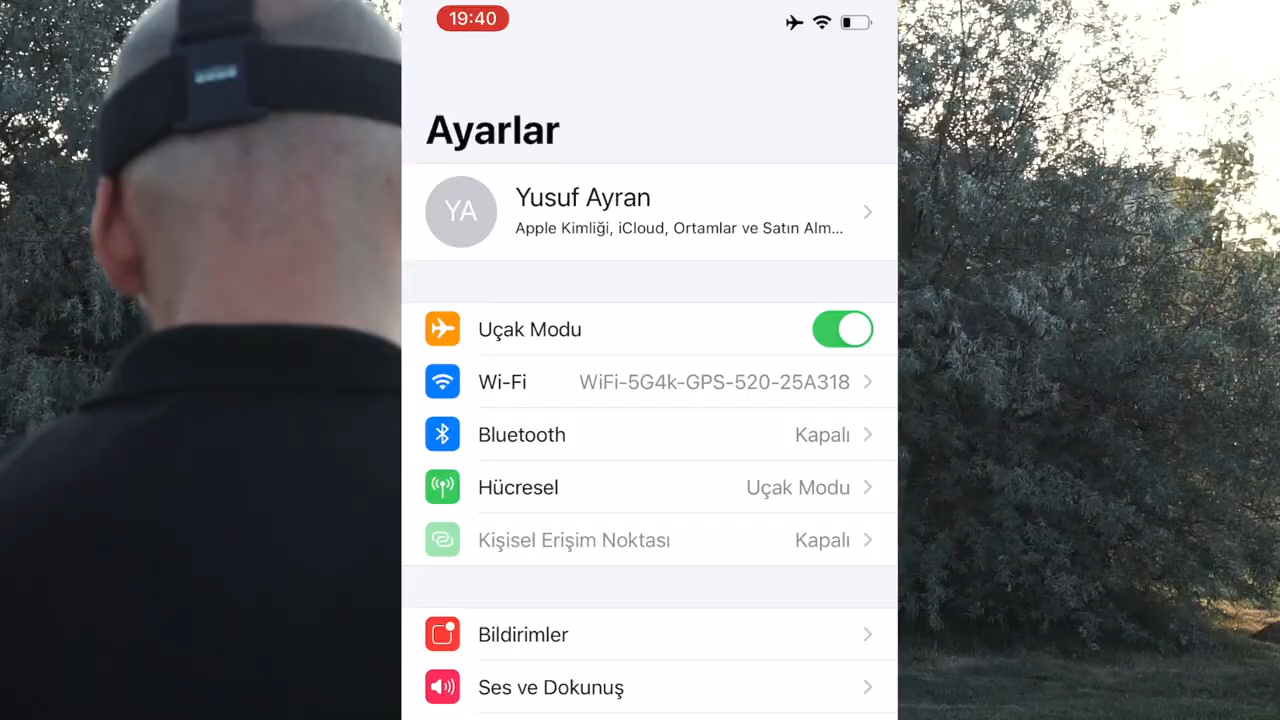 19:40
Ayarlar
YA
Yusuf Ayran
Apple Kimliği, iCloud, Ortamlar ve Satın Alm...
Uçak Modu
Wi-Fi WiFi-5G4k-GPS-520-25A318
Bluetooth Kapalı
Hücresel Uçak Modu
Kişisel Erişim Noktası Kapalı
Bildirimler
Ses ve Dokunuş